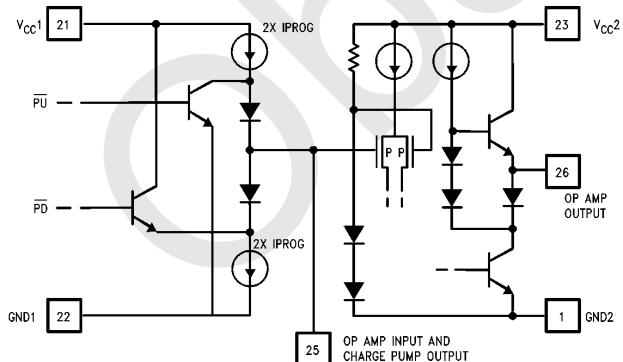 VCC1 21
2X IPROG
23 VCC2
PU
P P
26
OP AMP
OUTPUT
PD
2X IPROG
GND1 22
1 GND2
25
OP AMP INPUT AND
CHARGE PUMP OUTPUT